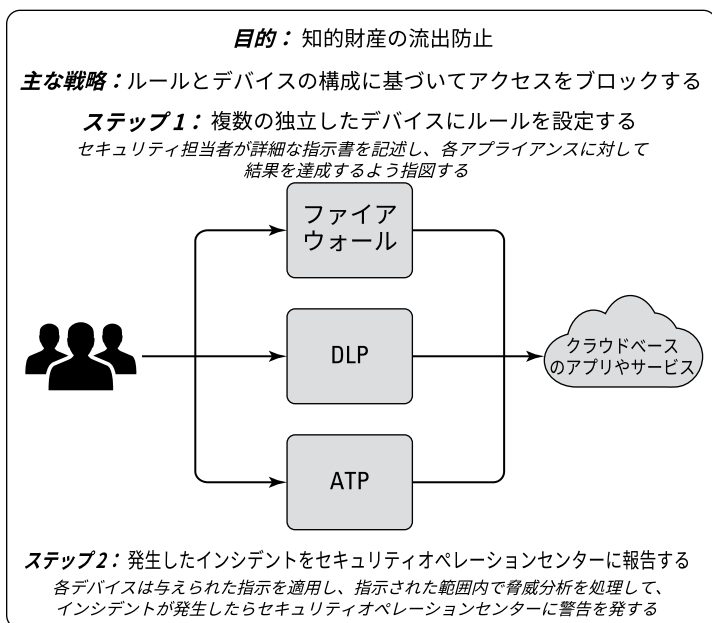 目的： 知的財産の流出防止
主な戦略：ルールとデバイスの構成に基づいてアクセスをブロックする
ステップ1： 複数の独立したデバイスにルールを設定する
セキュリティ担当者が詳細な指示書を記述し、各アプライアンスに対して
結果を達成するよう指図する
ファイア
ウォール
DLP
クラウドベース
のアプリやサービス
ATP
ステップ2： 発生したインシデントをセキュリティオペレーションセンターに報告する
各デバイスは与えられた指示を適用し、指示された範囲内で脅威分析を処理して、
インシデントが発生したらセキュリティオペレーションセンターに警告を発する